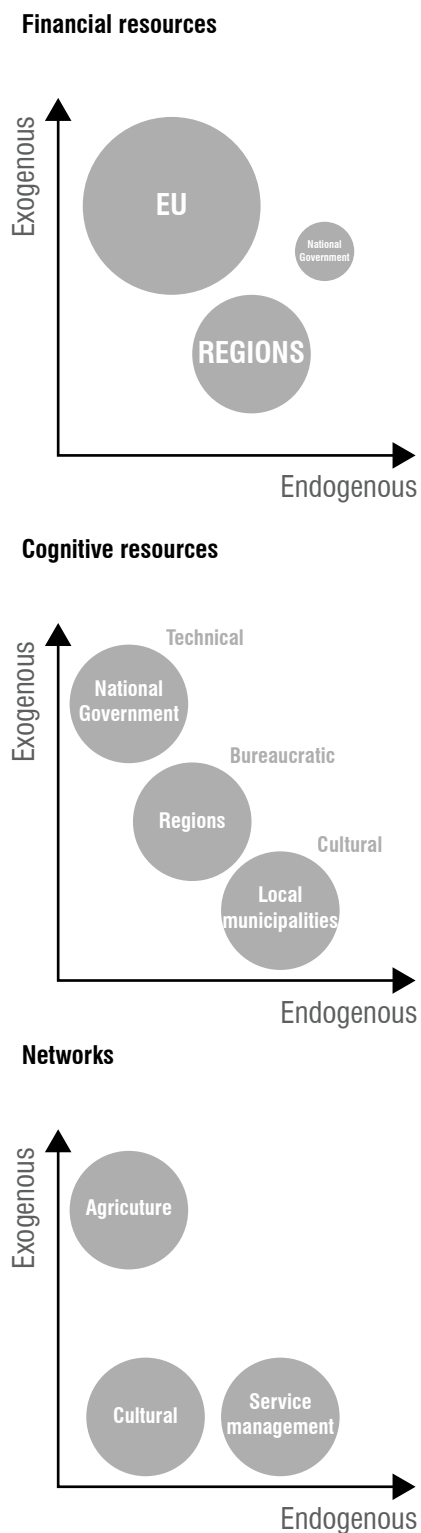 Financial resources
Exogenous
EU
National
Government
REGIONS
Endogenous
Cognitive resources
Exogenous
Technical
National
Government
Bureaucratic
Regions
Cultural
Local
municipalities
Endogenous
Networks
Exogenous
Agricuture
Cultural
Service
management
Endogenous